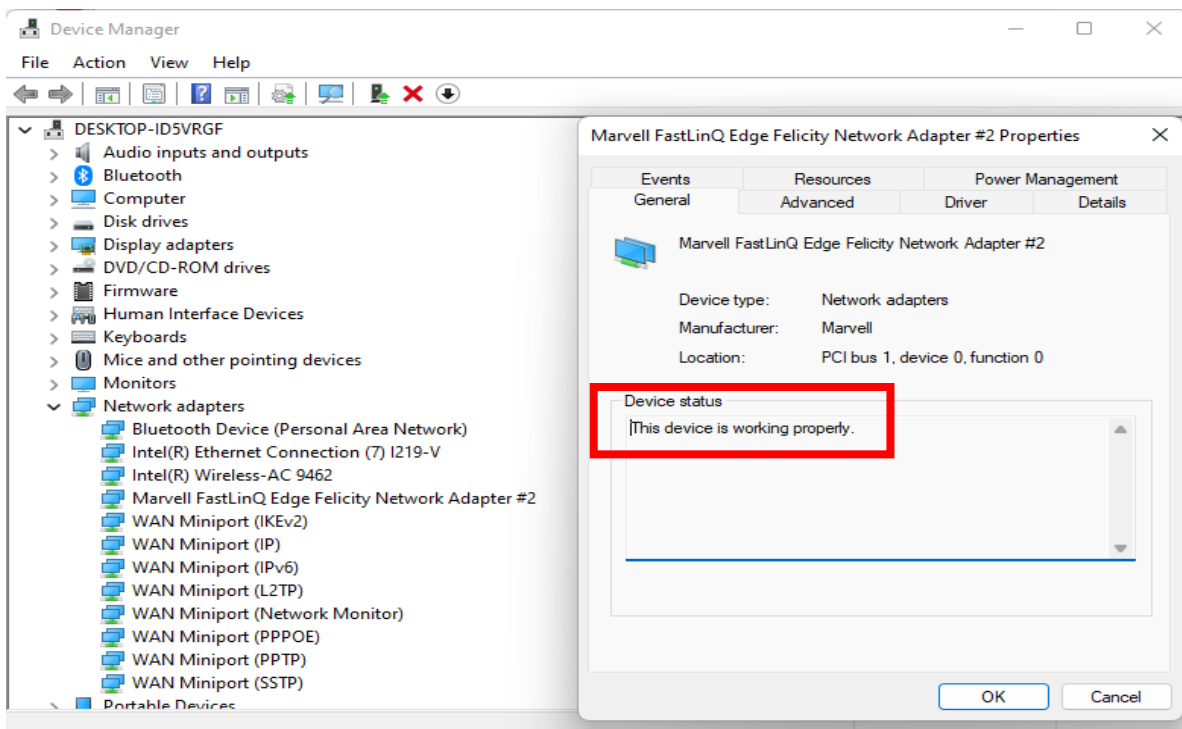 Device Manager
File Action View Help
DESKTOP-ID5VRGF
Audio inputs and outputs
Bluetooth
Computer
Disk drives
Display adapters
DVD/CD-ROM drives
Firmware
Human Interface Devices
Keyboards
Mice and other pointing devices
Monitors
Network adapters
Bluetooth Device (Personal Area Network)
Intel(R) Ethernet Connection (7) I219-V
Intel(R) Wireless-AC 9462
Marvell FastLinQ Edge Felicity Network Adapter #2
WAN Miniport (IKEv2)
WAN Miniport (IP)
WAN Miniport (IPv6)
WAN Miniport (L2TP)
WAN Miniport (Network Monitor)
WAN Miniport (PPPOE)
WAN Miniport (PPTP)
WAN Miniport (SSTP)
Portable Devices
Marvell FastLinQ Edge Felicity Network Adapter #2 Properties
Events Resources Power Management
General Advanced Driver Details
Marvell FastLinQ Edge Felicity Network Adapter #2
Device type: Network adapters
Manufacturer: Marvell
Location: PCI bus 1, device 0, function 0
Device status
This device is working properly.
OK Cancel